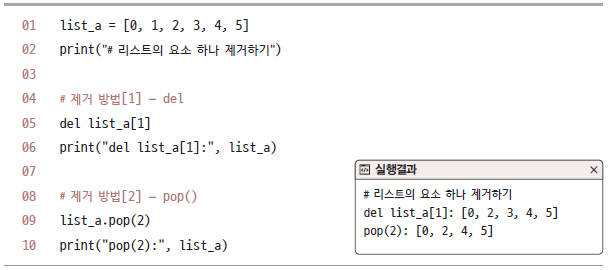 01 list_a = [0, 1, 2, 3, 4, 5]
02 print("# 리스트의 요소 하나 제거하기")
03
04 # 제거 방법[1] – del
05 del list_a[1]
06 print("del list_a[1]:", list_a)
07
08 # 제거 방법[2] – pop()
09 list_a.pop(2)
10 print("pop(2):", list_a)
실행결과 ×
# 리스트의 요소 하나 제거하기
del list_a[1]: [0, 2, 3, 4, 5]
pop(2): [0, 2, 4, 5]